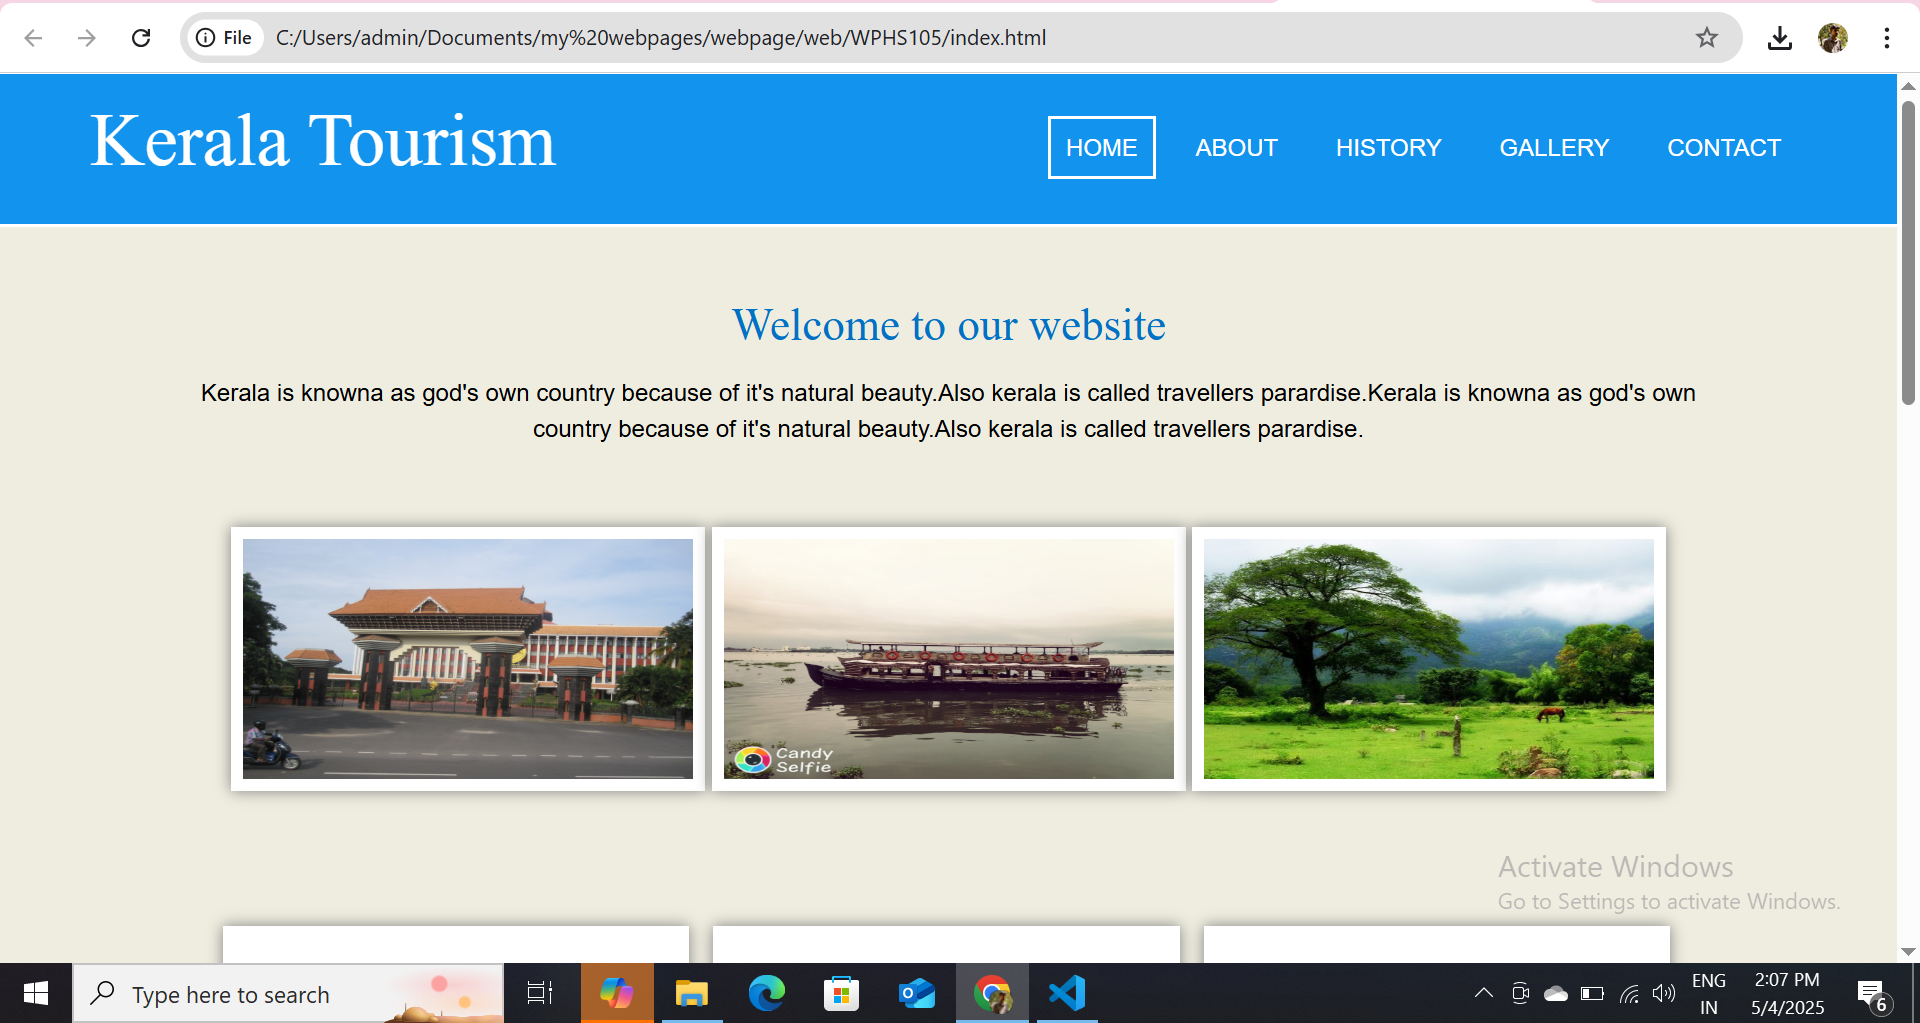 File C:/Users/admin/Documents/my%20webpages/webpage/web/WPHS105/index.html
Kerala Tourism
HOME ABOUT HISTORY GALLERY CONTACT
Welcome to our website
Kerala is knowna as god's own country because of it's natural beauty.Also kerala is called travellers parardise.Kerala is knowna as god's own
country because of it's natural beauty.Also kerala is called travellers parardise.
Candy
Selfie
Activate Windows
Go to Settings to activate Windows.
Type here to search
ENG
IN
2:07 PM
5/4/2025
6